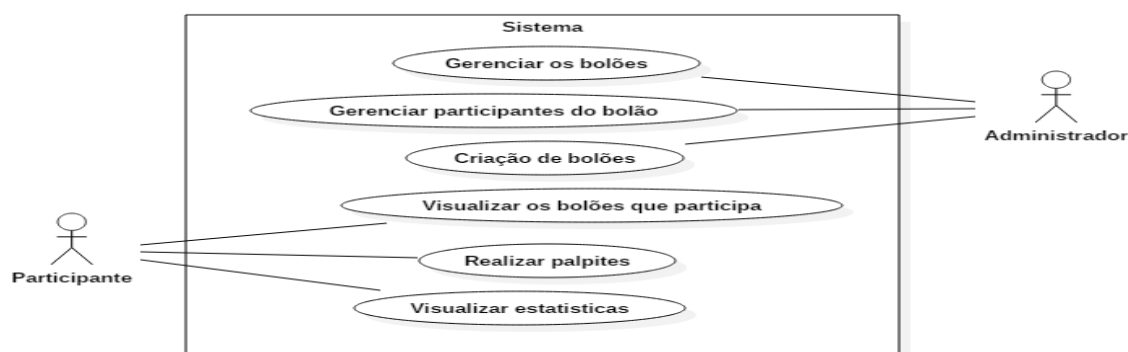 Sistema
Gerenciar os bolões
Gerenciar participantes do bolão
Administrador
Criação de bolões
Visualizar os bolões que participa
Realizar palpites
Participante
Visualizar estatisticas